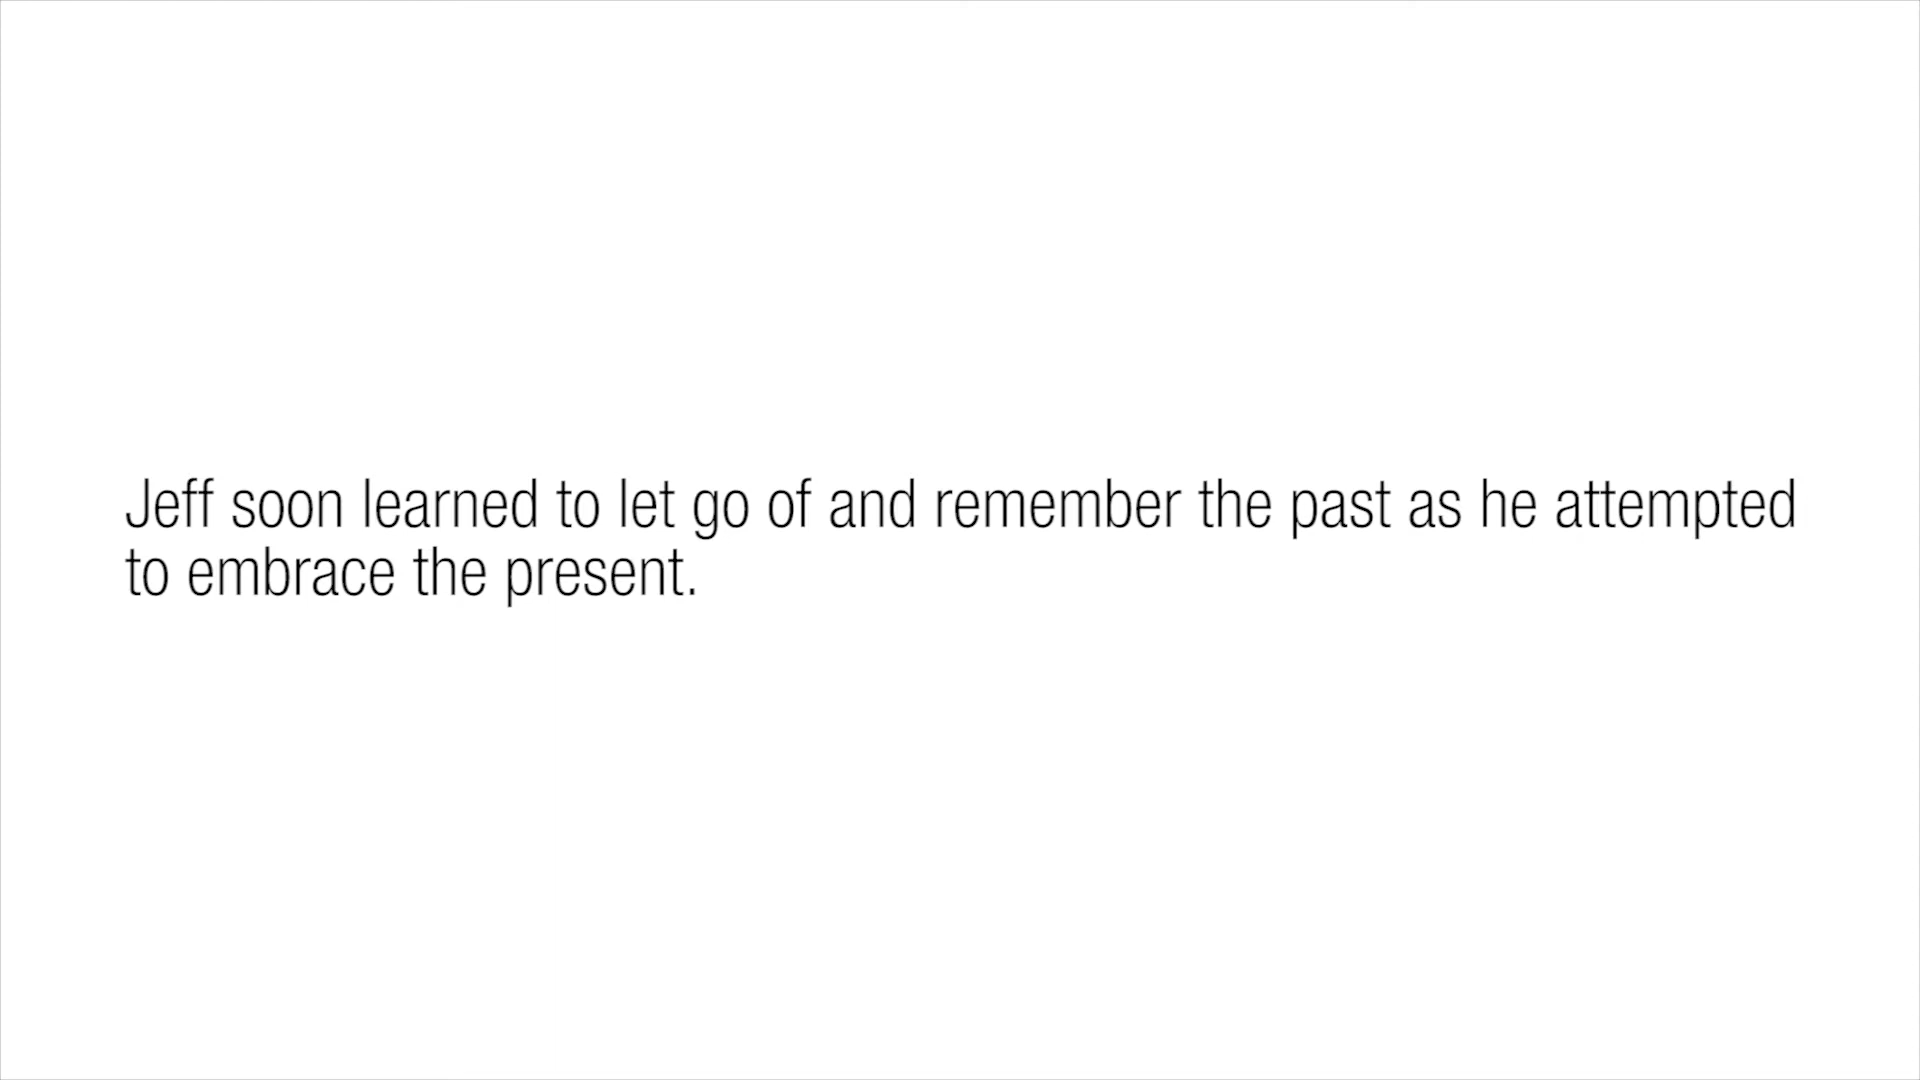 Jeff soon learned to let go of and remember the past as he attempted
to embrace the present.